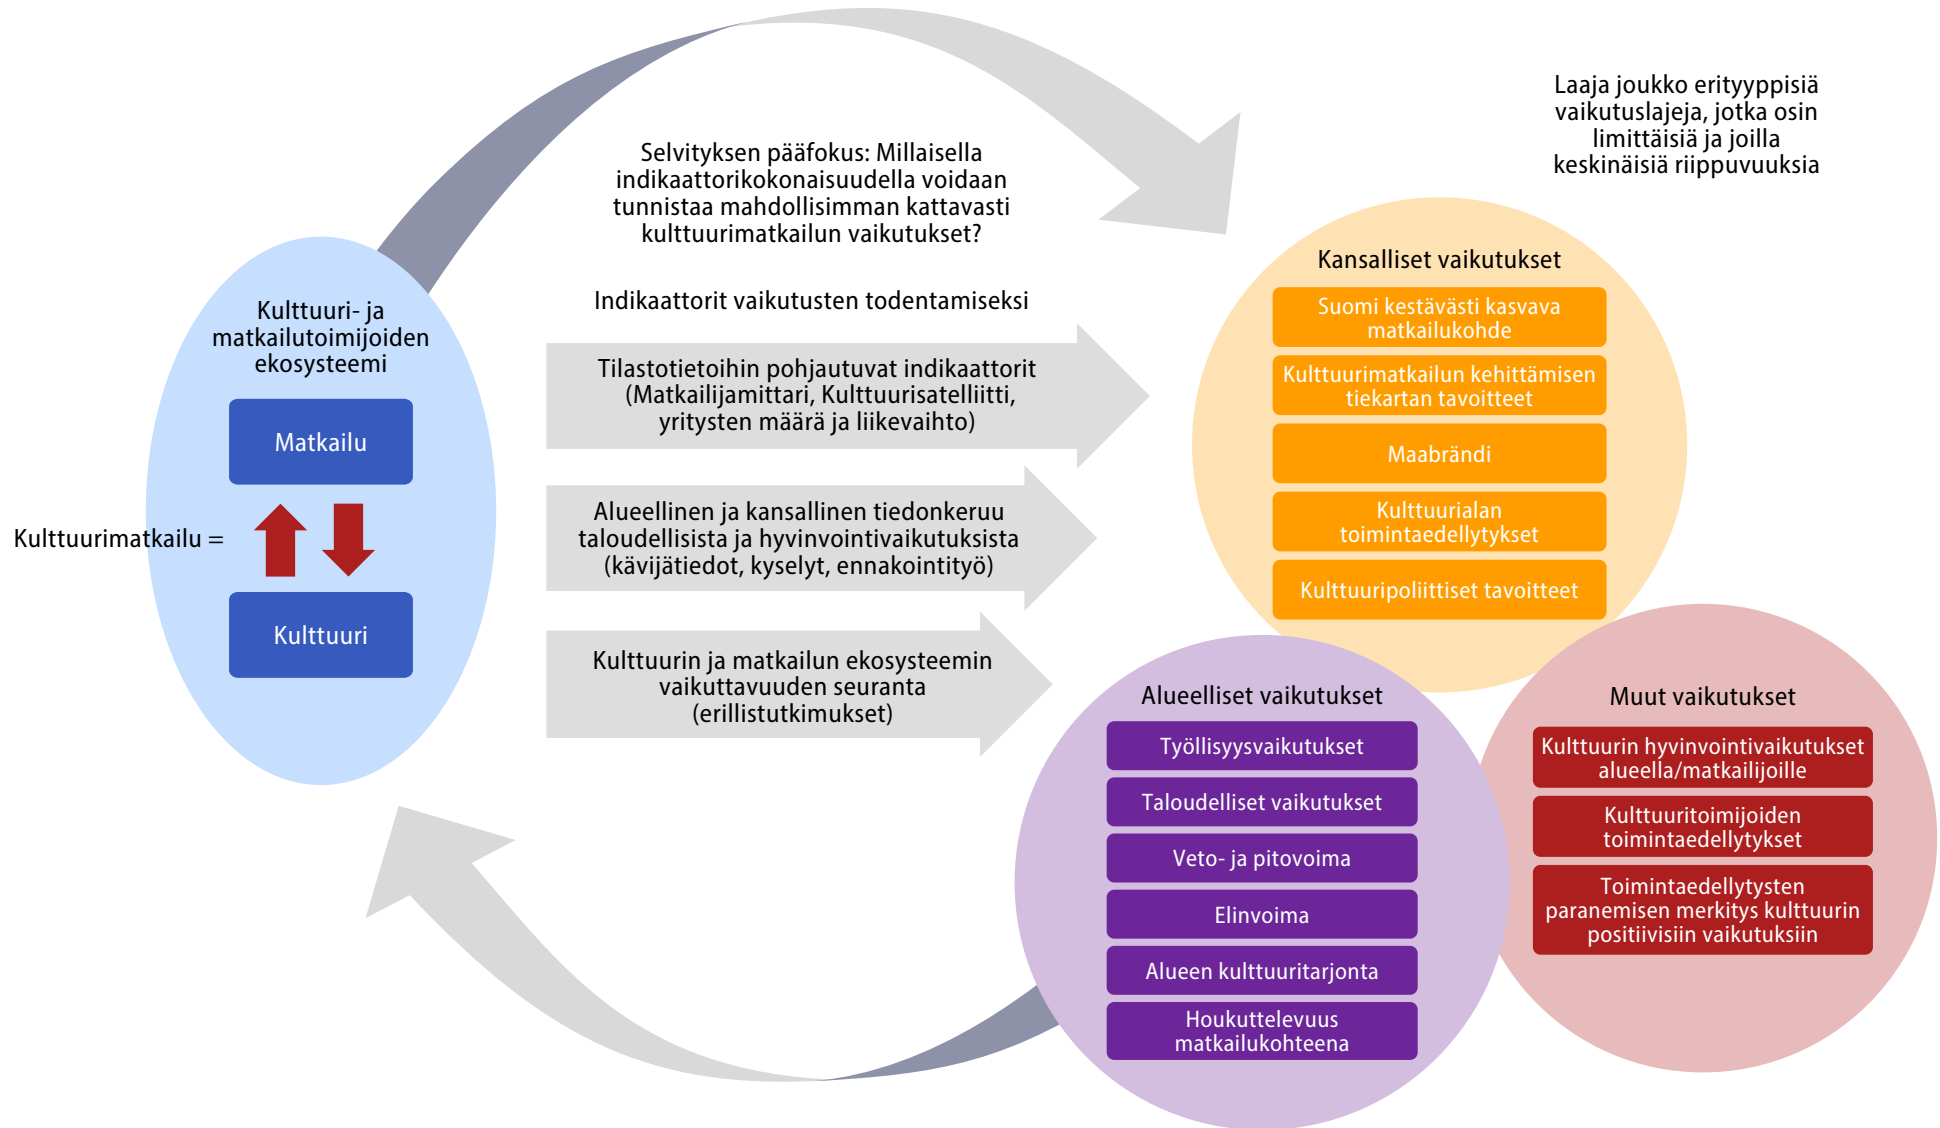 Kulttuurimatkailu =
Kulttuuri- ja
matkailutoimijoiden
ekosysteemi
Matkailu
Kulttuuri
Selvityksen pääfokus: Millaisella
indikaattorikokonaisuudella voidaan
tunnistaa mahdollisimman kattavasti
kulttuurimatkailun vaikutukset?
Indikaattorit vaikutusten todentamiseksi
Tilastotietoihin pohjautuvat indikaattorit
(Matkailijamittari, Kulttuurisatelliitti,
yritysten määrä ja liikevaihto)
Alueellinen ja kansallinen tiedonkeruu
taloudellisista ja hyvinvointivaikutuksista
(kävijätiedot, kyselyt, ennakointityö)
Kulttuurin ja matkailun ekosysteemin
vaikuttavuuden seuranta
(erillistutkimukset)
Laaja joukko erityyppisiä
vaikutuslajeja, jotka osin
limittäisiä ja joilla
keskinäisiä riippuvuuksia
Kansalliset vaikutukset
Suomi kestävästi kasvava
matkailukohde
Kulttuurimatkailun kehittämisen
tiekartan tavoitteet
Maabrändi
Kulttuurialan
toimintaedellytykset
Kulttuuripoliittiset tavoitteet
Alueelliset vaikutukset
Työllisyysvaikutukset
Taloudelliset vaikutukset
Veto- ja pitovoima
Elinvoima
Alueen kulttuuritarjonta
Houkuttelevuus
matkailukohteena
Muut vaikutukset
Kulttuurin hyvinvointivaikutukset
alueella/matkailijoille
Kulttuuritoimijoiden
toimintaedellytykset
Toimintaedellytysten
paranemisen merkitys kulttuurin
positiivisiin vaikutuksiin